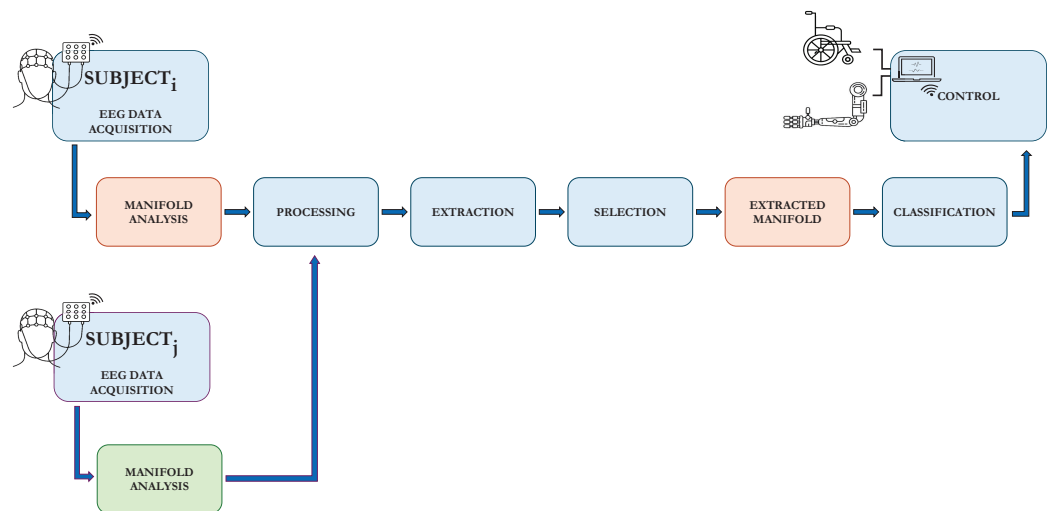 SUBJECTi
EEG DATA
ACQUISITION
CONTROL
MANIFOLD
ANALYSIS
PROCESSING
EXTRACTION
SELECTION
EXTRACTED
MANIFOLD
CLASSIFICATION
SUBJECTj
EEG DATA
ACQUISITION
MANIFOLD
ANALYSIS